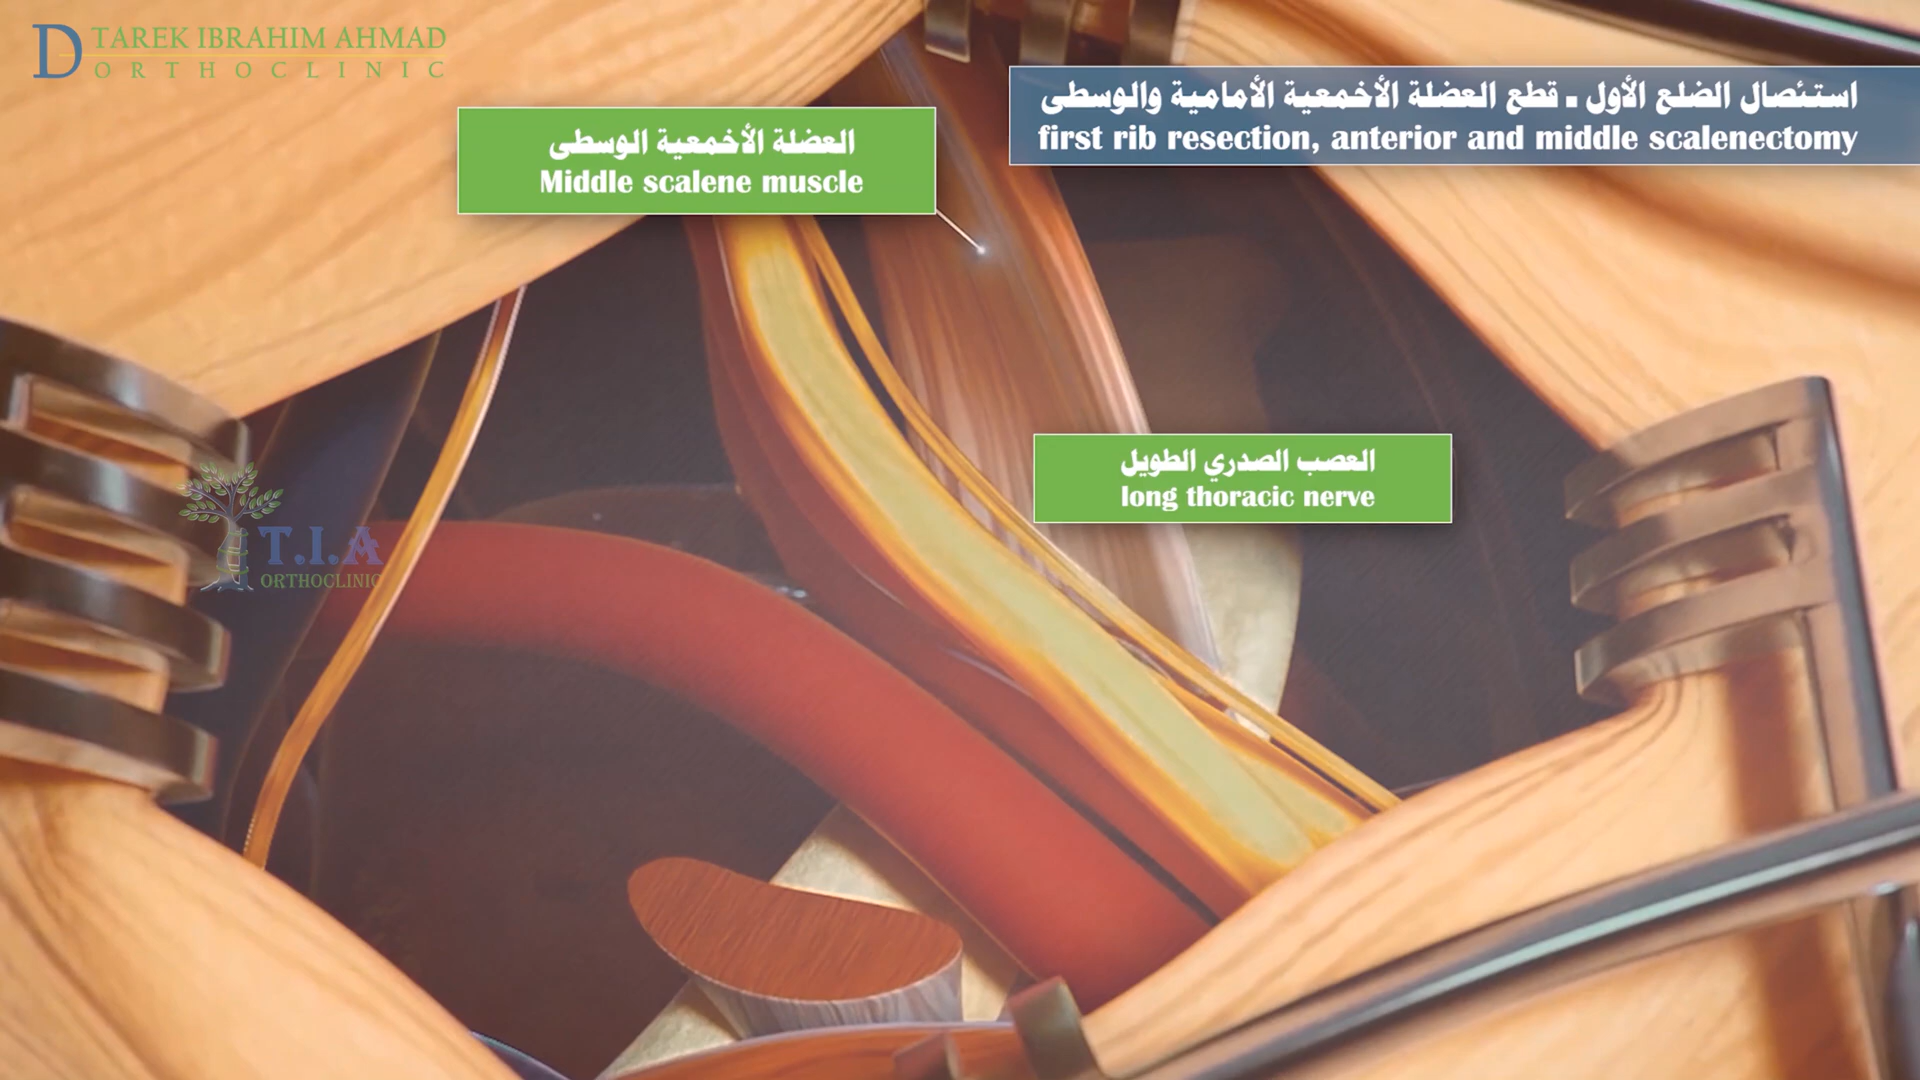 D TAREK IBRAHIM AHMAD
ORTHOCLINIC
استئصال الضلع الأول - قطع العضلة الأخمعية الأمامية والوسطى
first rib resection, anterior and middle scalenectomy
العضلة الأخمعية الوسطى
Middle scalene muscle
العصب الصدري الطويل
long thoracic nerve
T.I.A
ORTHOCLINIC